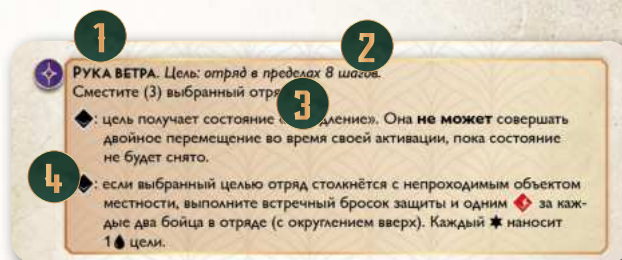 1
2
РУКА ВЕТРА. Цель: отряд в пределах 8 шагов.
Сместите (3) выбранный
3
: цель получает состояние Она не может совершать
двойное перемещение во время своей активации, пока состояние
не будет снято.
4
: если выбранный целью отряд столкнётся с непроходимым объектом
местности, выполните встречный бросок защиты и одним за каж-
дые два бойца в отряде (с округлением вверх). Каждый наносит
1 цели.